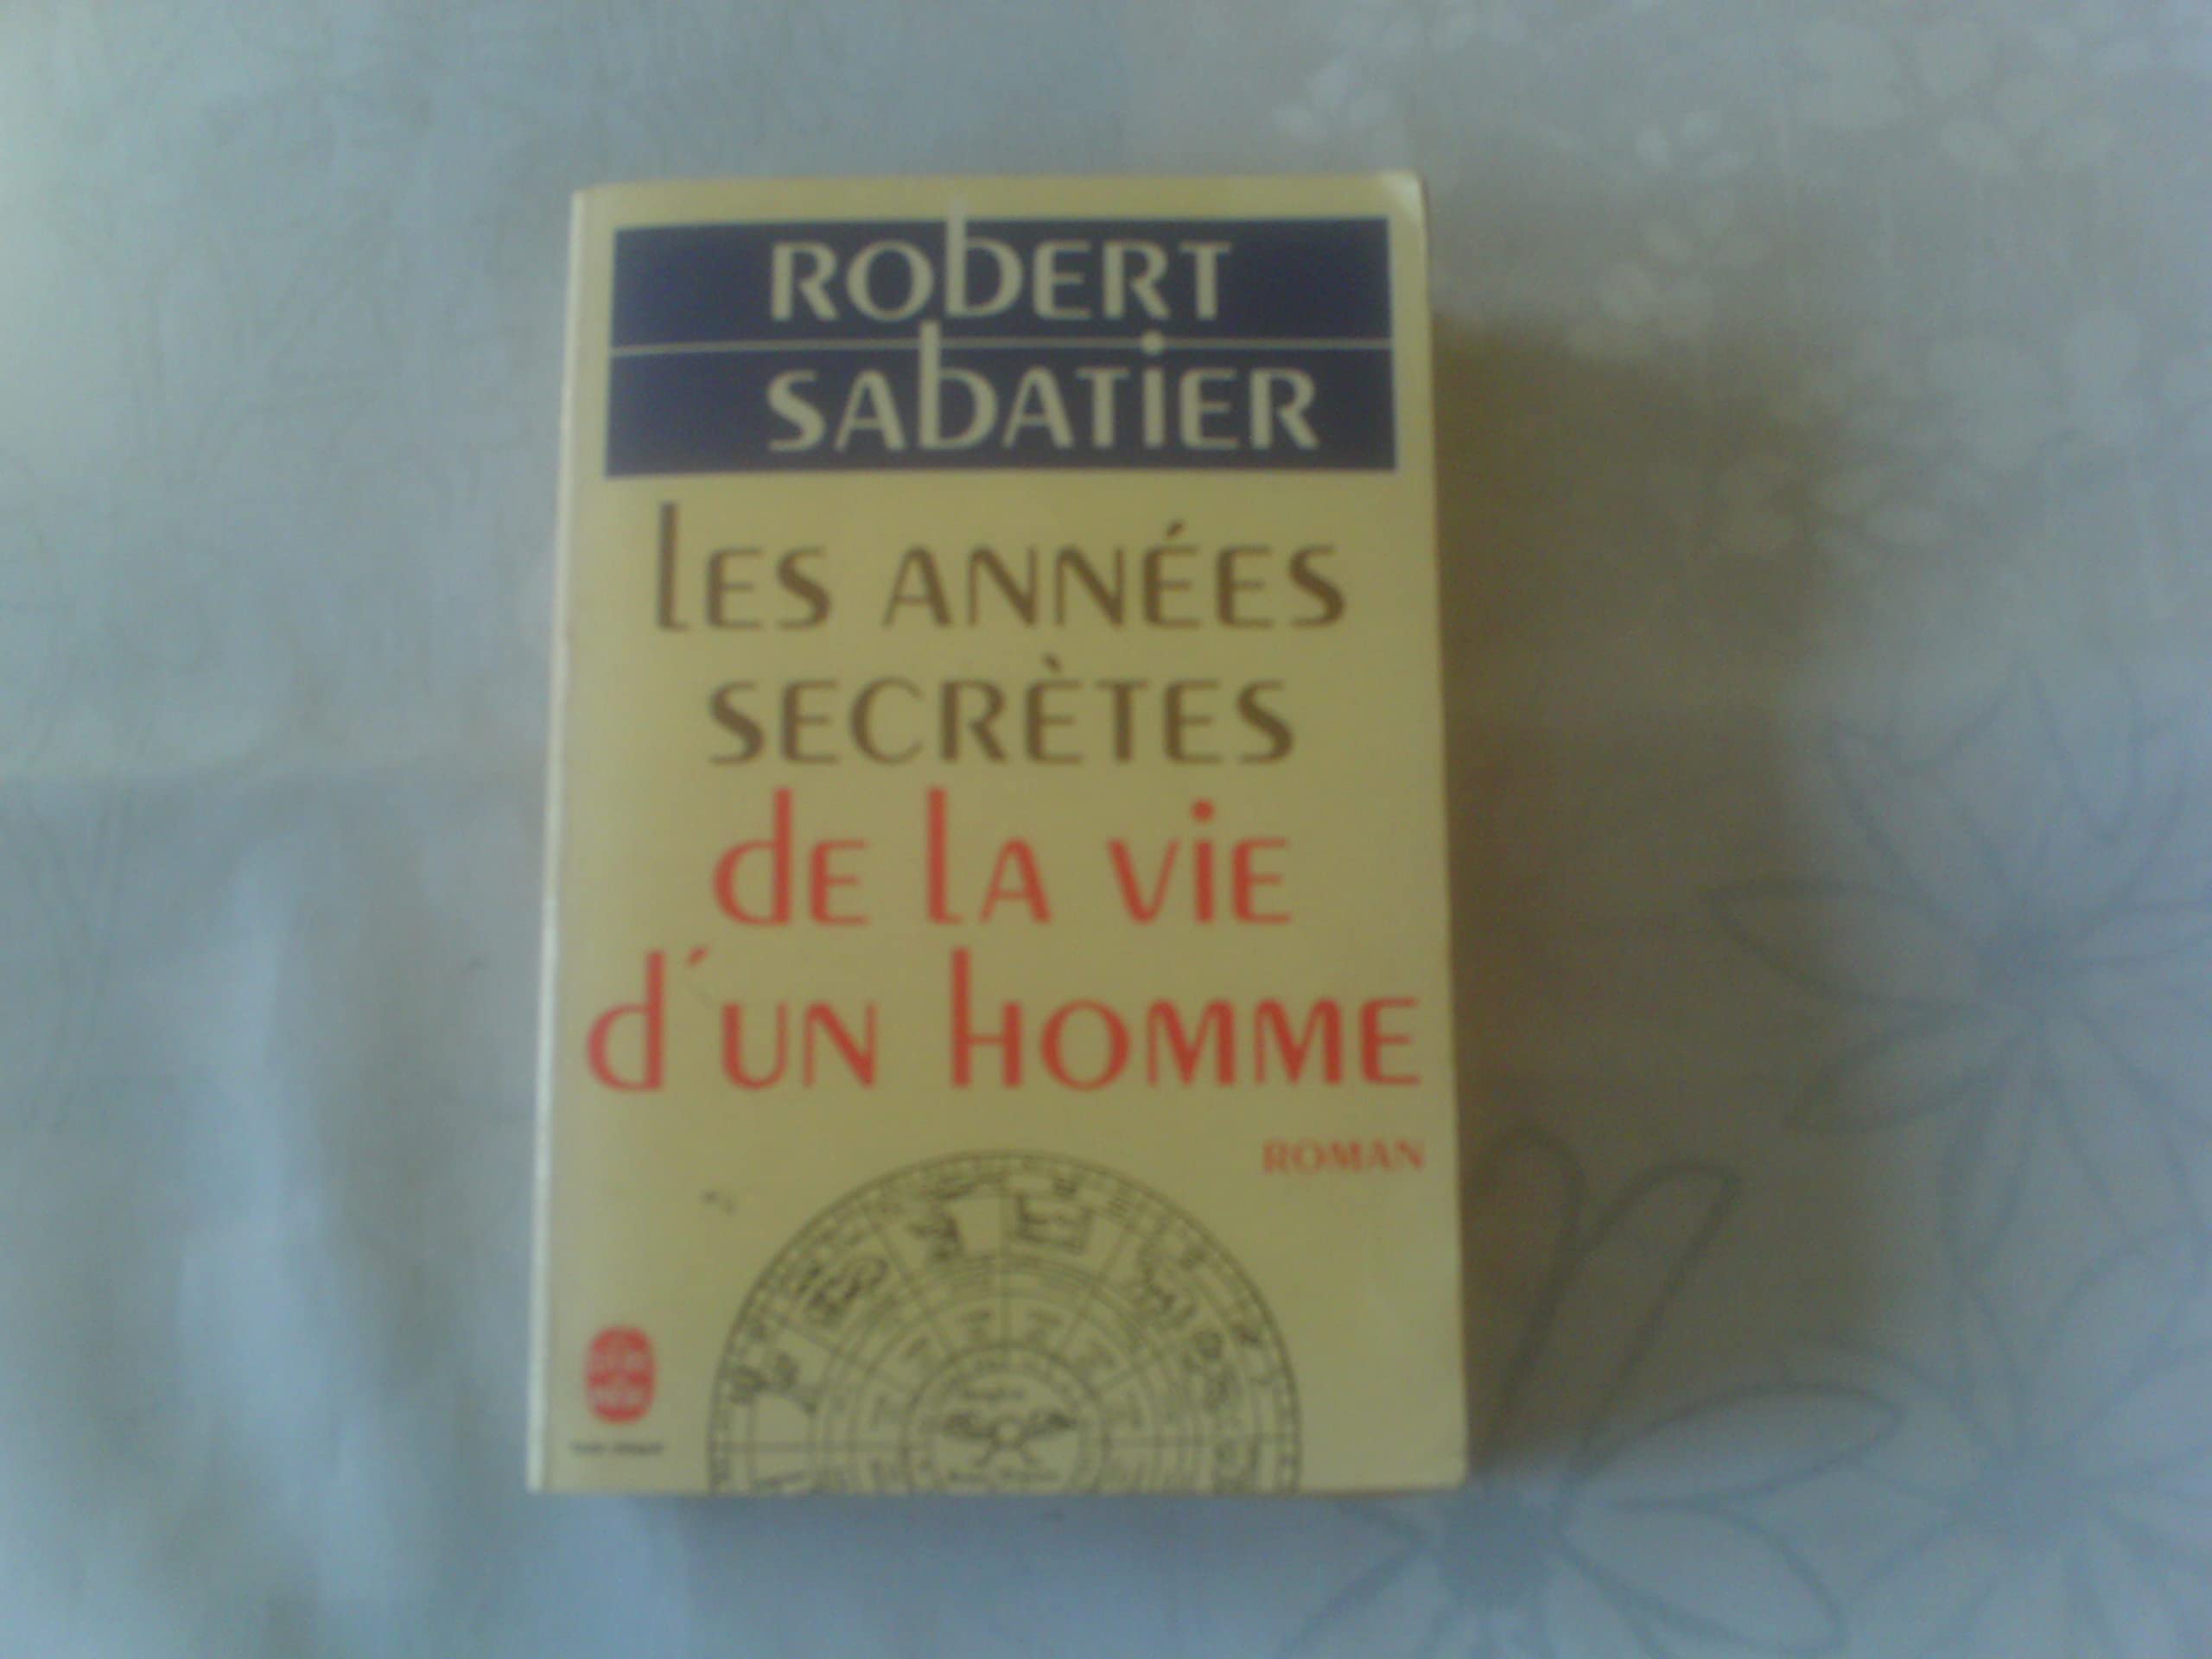 ROBERT
SABATIER
LES ANNÉES
SECRÈTES
dE LA viE
d'UN HOMME
ROMAN